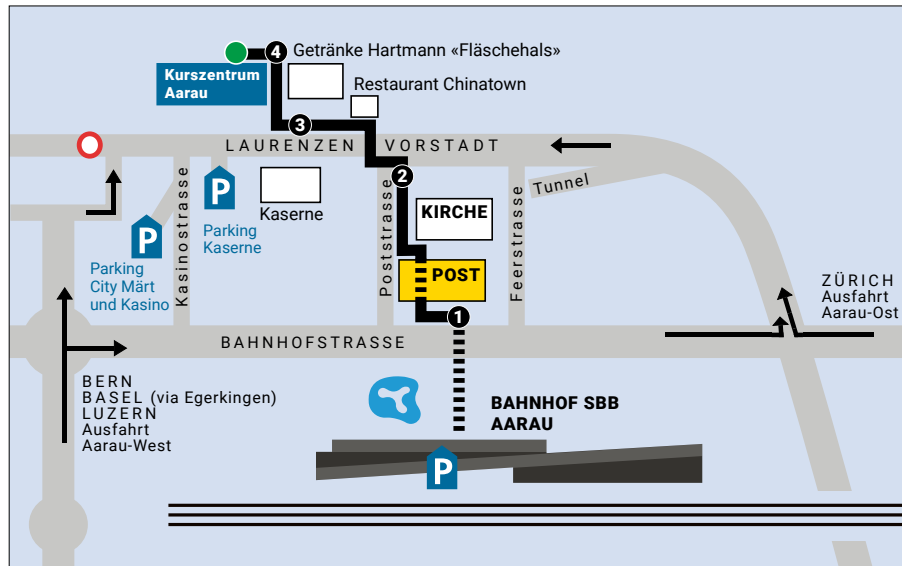 4
Getränke Hartmann «Fläschehals»
Kurszentrum
Aarau
Restaurant Chinatown
3
LAURENZEN VORSTADT
2
Tunnel
Kasinostrasse
P
Parking
Kaserne
Kaserne
Poststrasse
KIRCHE
Feerstrasse
P
Parking
City Märt
und Kasino
POST
ZÜRICH
Ausfahrt
Aarau-Ost
1
BAHNHOFSTRASSE
BERN
BASEL (via Egerkingen)
LUZERN
Ausfahrt
Aarau-West
BAHNHOF SBB
AARAU
P